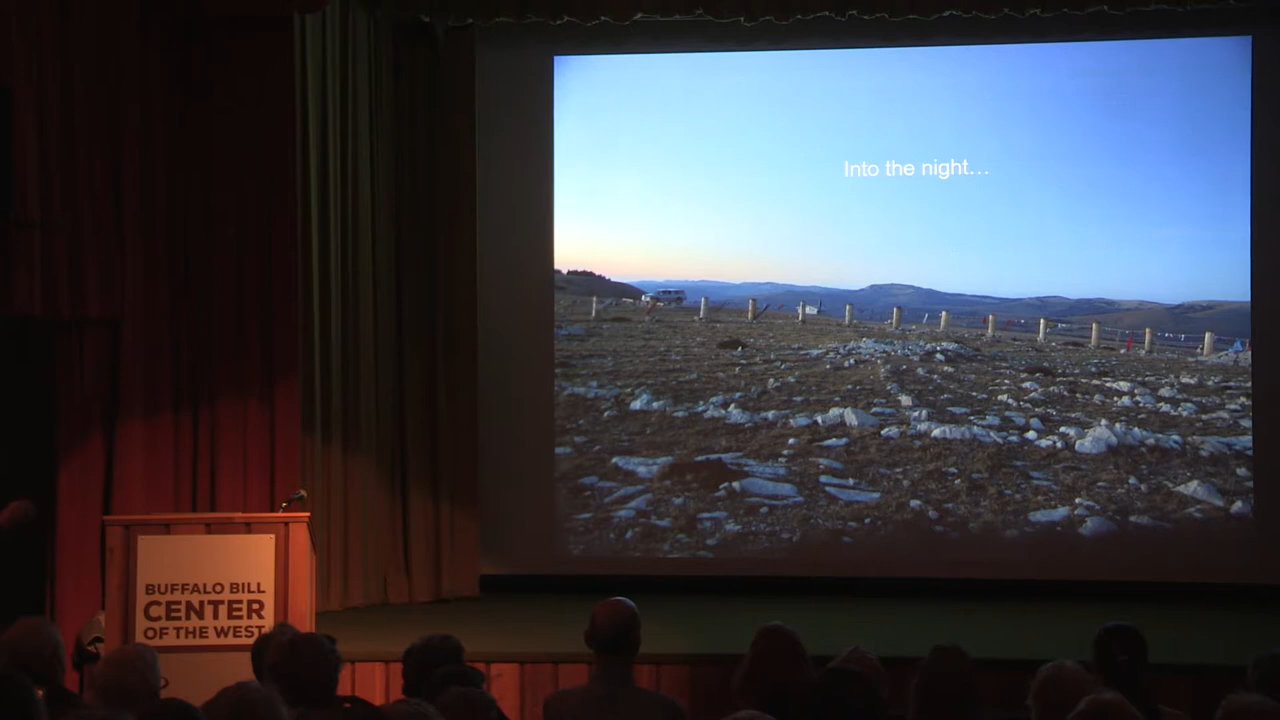 Into the night…
BUFFALO BILL
CENTER
OF THE WEST